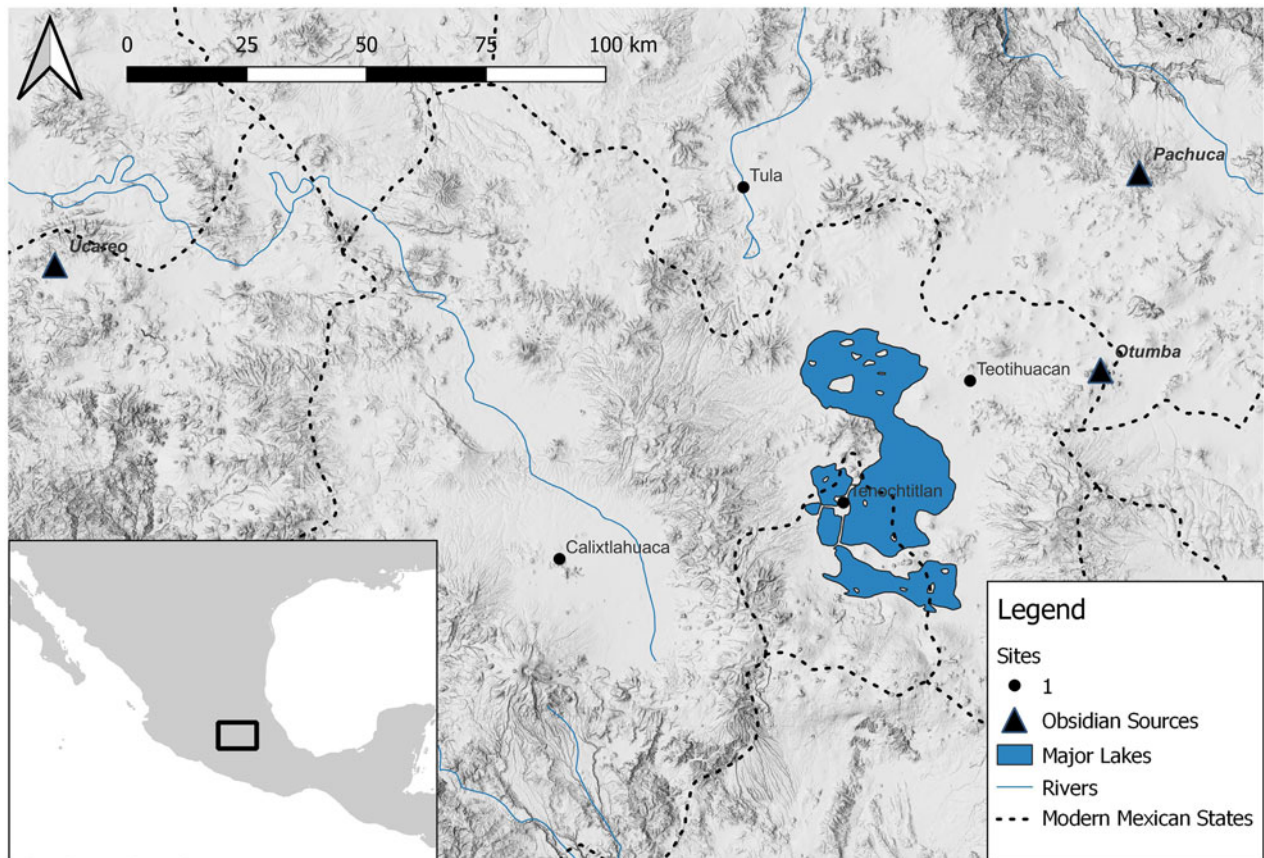 0 25 50 75 100 km
Pachuca
Tula
Ucareo
Otumba
Teotihuacan
Tenochtitlan
Calixtlahuaca
Legend
Sites
1
Obsidian Sources
Major Lakes
Rivers
Modern Mexican States